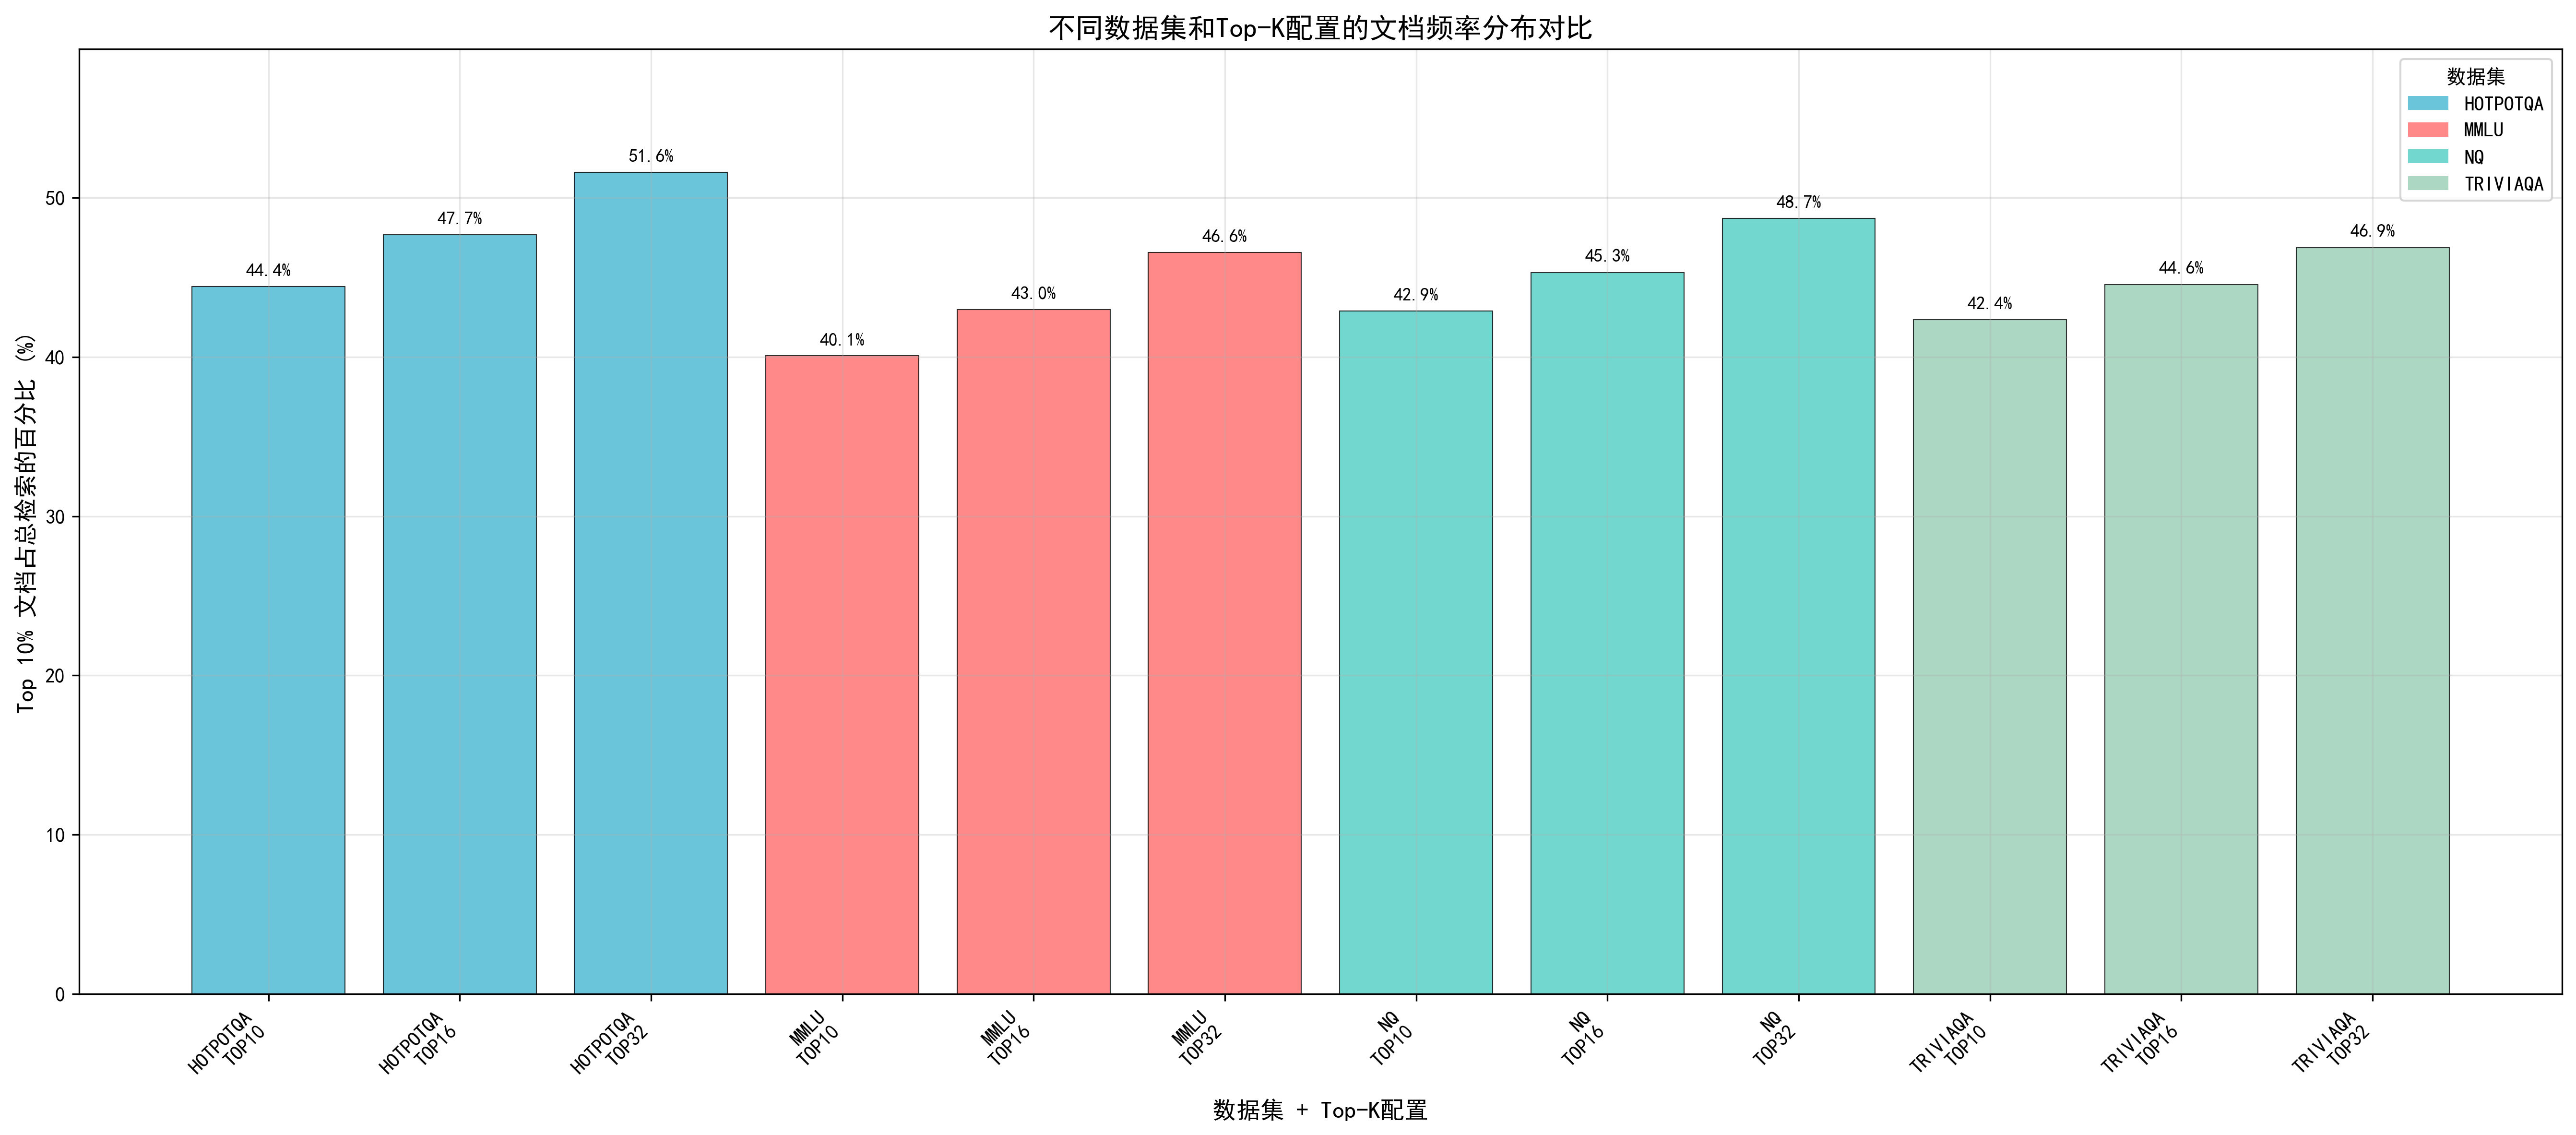 不同数据集和Top-K配置的文档频率分布对比
数据集
HOTPOTQA
MMLU
NQ
TRIVIAQA
Top 10% 文档占总检索的百分比 (%)
50
40
30
20
10
0
44.4%
47.7%
51.6%
40.1%
43.0%
46.6%
42.9%
45.3%
48.7%
42.4%
44.6%
46.9%
HOTPOTQA
TOP10
HOTPOTQA
TOP16
HOTPOTQA
TOP32
MMLU
TOP10
MMLU
TOP16
MMLU
TOP32
NQ
TOP10
NQ
TOP16
NQ
TOP32
TRIVIAQA
TOP10
TRIVIAQA
TOP16
TRIVIAQA
TOP32
数据集 + Top-K配置